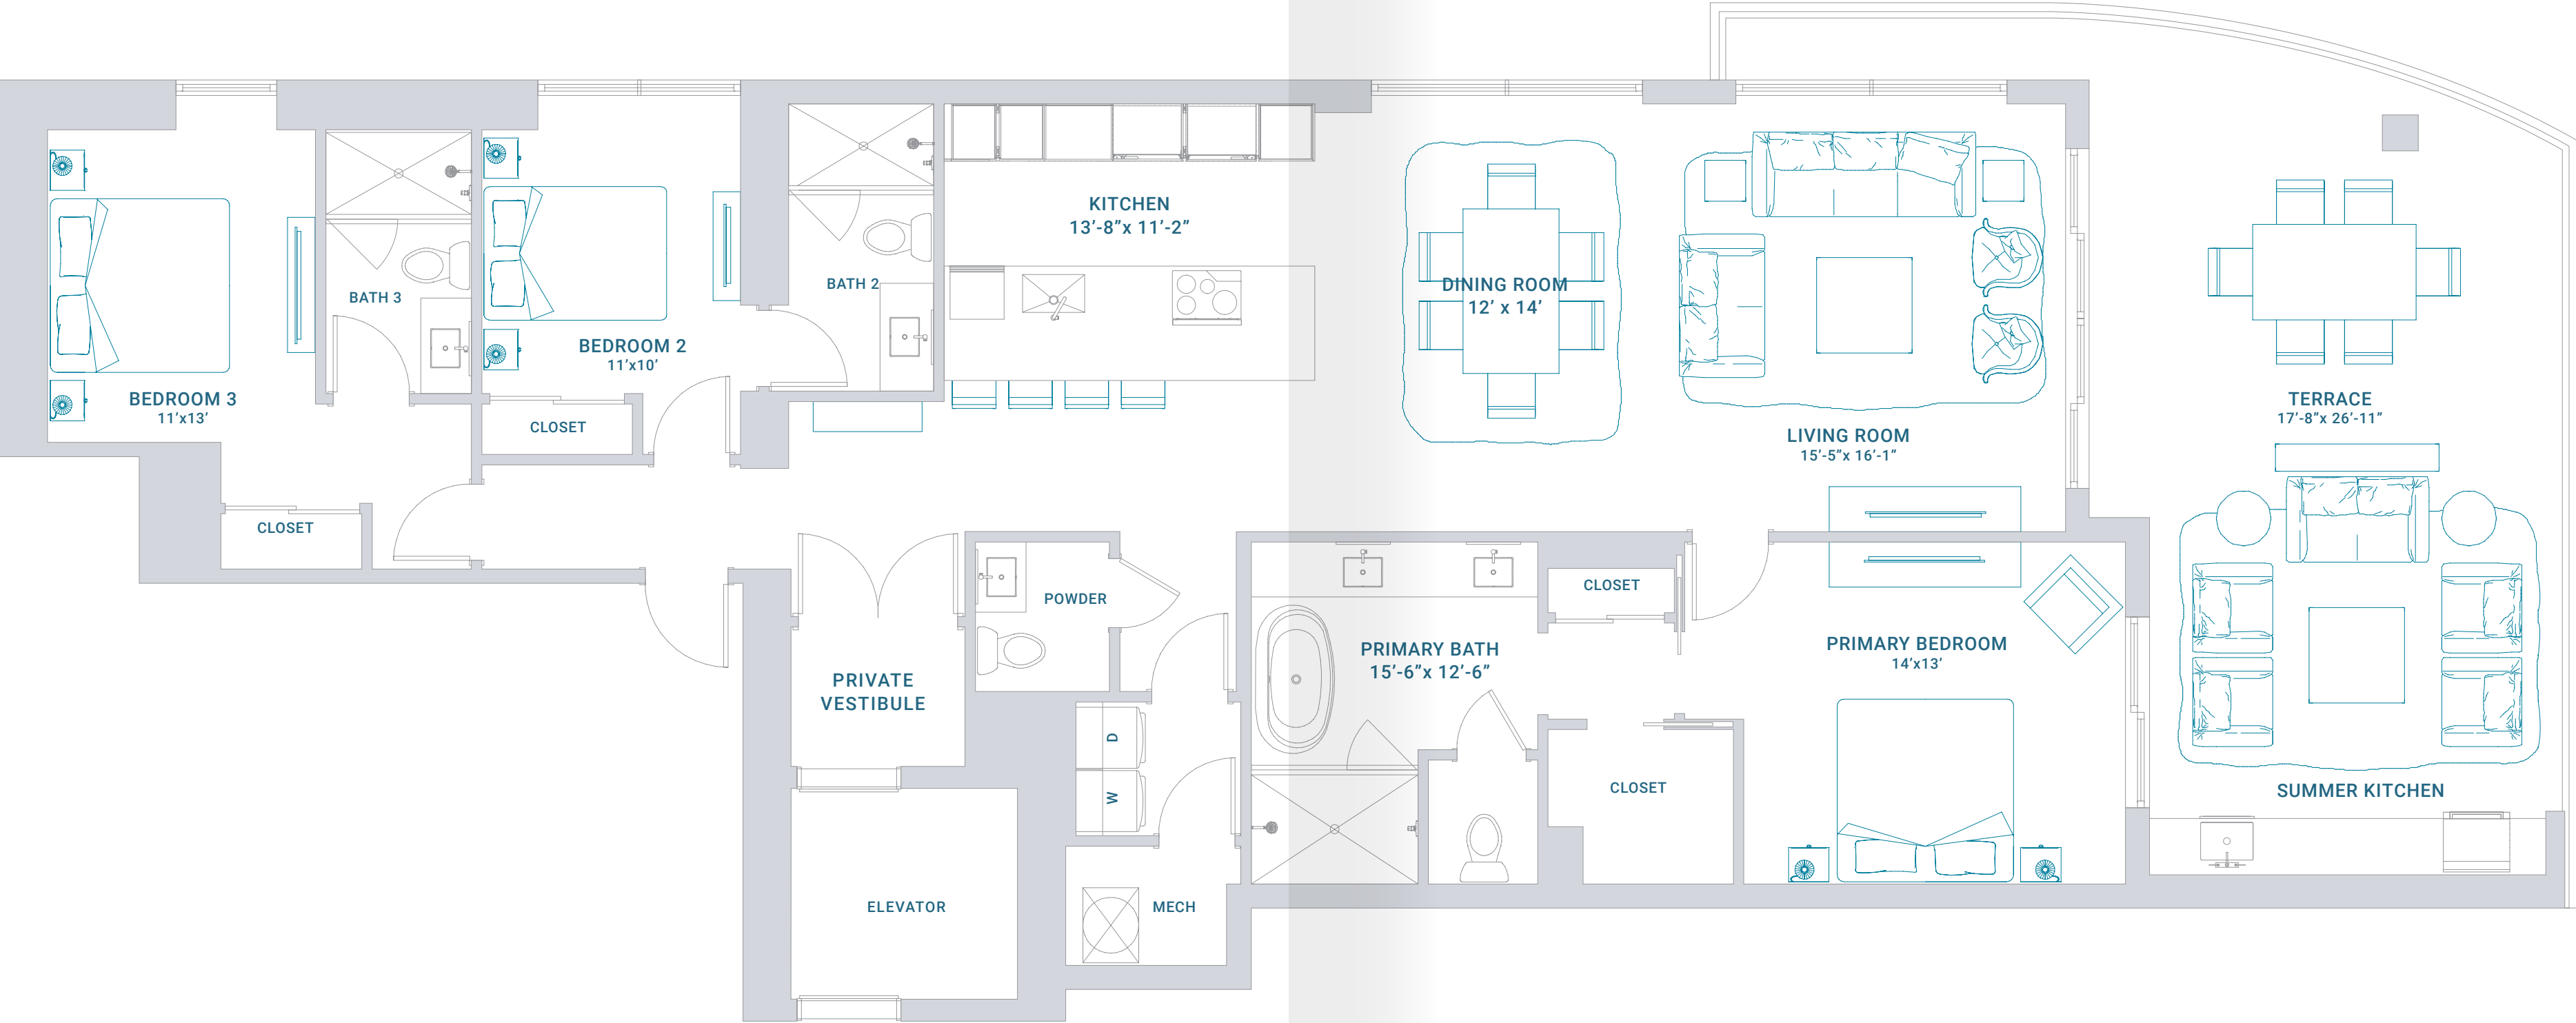 KITCHEN
13’-8”x 11’-2”
BATH 2
BATH 3
DINING ROOM
12’ x 14’
BEDROOM 2
11’x10’
BEDROOM 3
11’x13’
TERRACE
17’-8”x 26’-11”
CLOSET
LIVING ROOM
15’-5”x 16’-1”
CLOSET
CLOSET
POWDER
PRIMARY BATH
15’-6”x 12’-6”
PRIMARY BEDROOM
14’x13’
PRIVATE
VESTIBULE
D
W
CLOSET
SUMMER KITCHEN
ELEVATOR
MECH